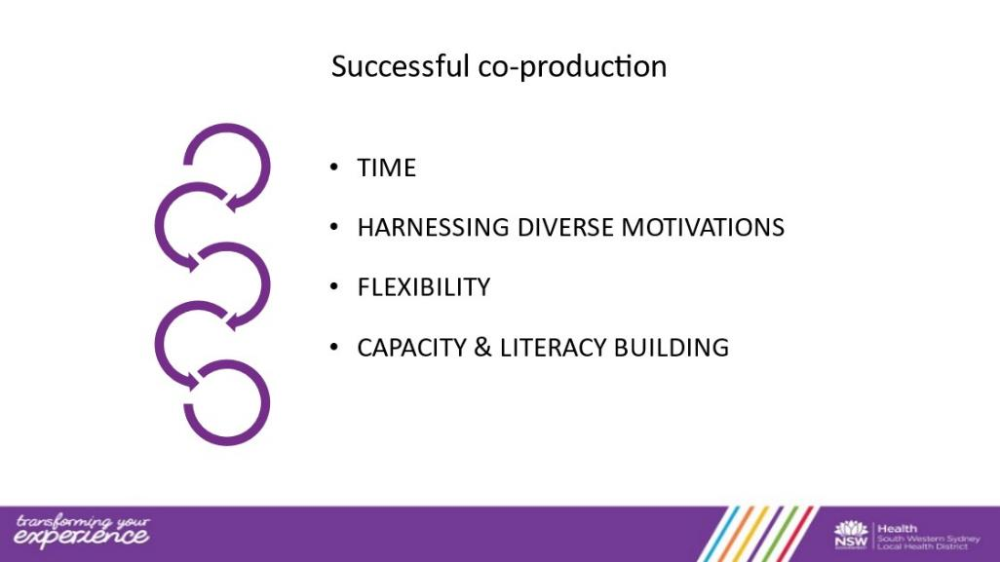 Successful co-production
• TIME
• HARNESSING DIVERSE MOTIVATIONS
• FLEXIBILITY
• CAPACITY & LITERACY BUILDING
transforming your
experience
NSW
GOVERNMENT
Health
South Western Sydney
Local Health District